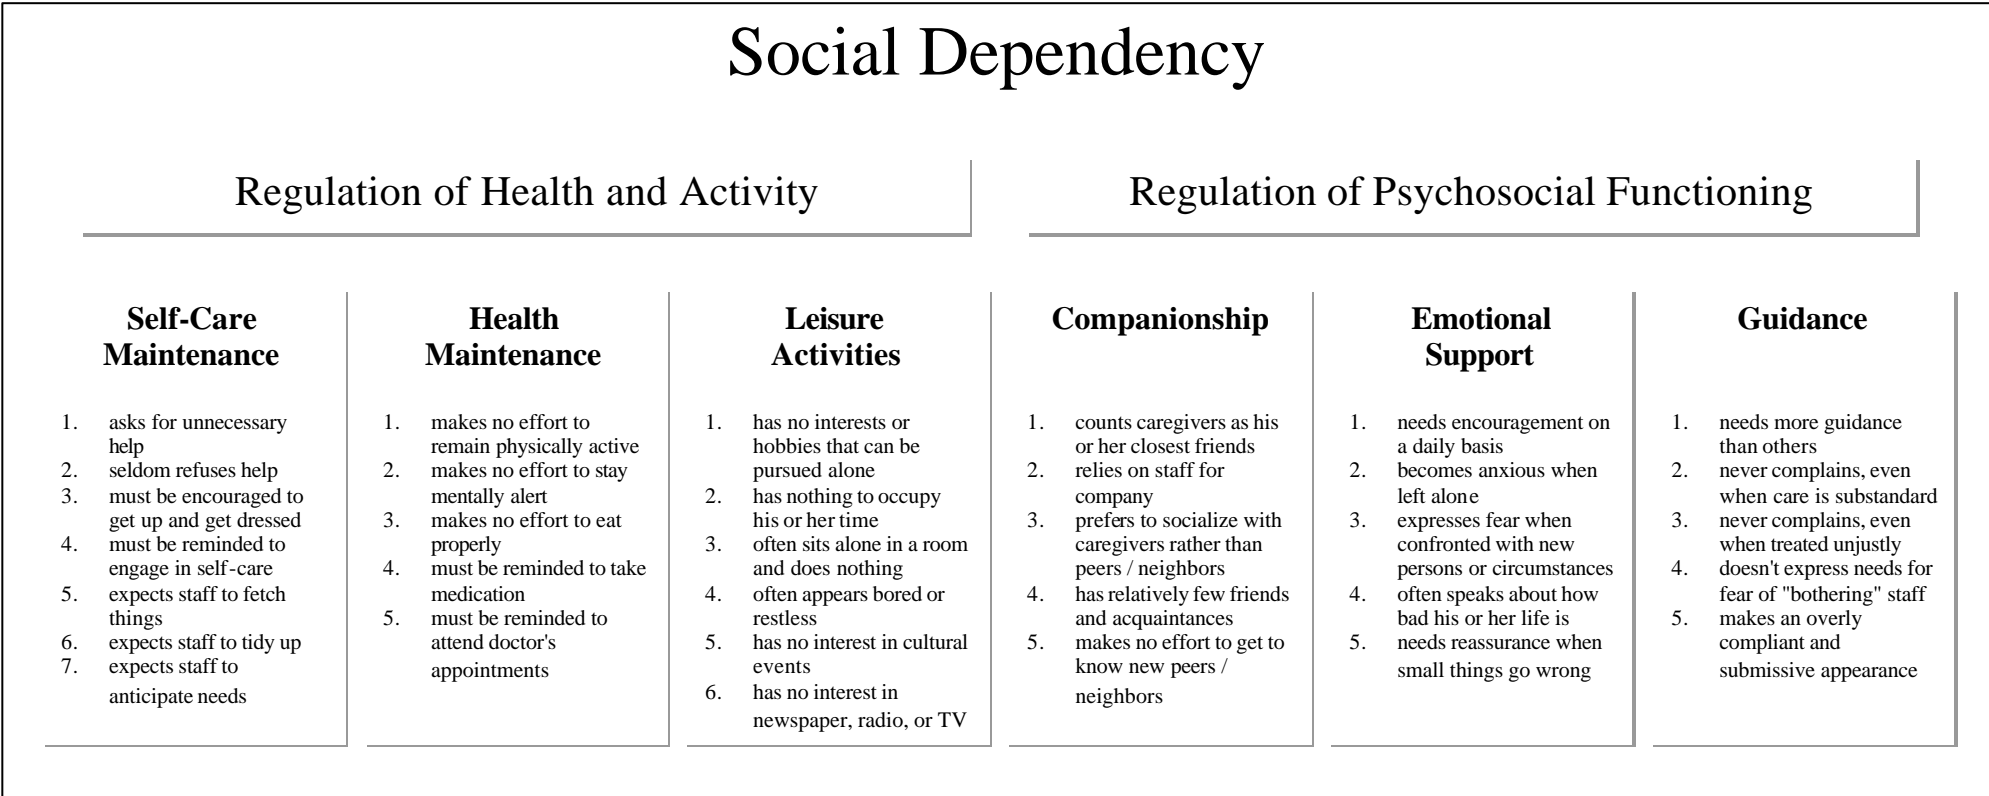 Social Dependency
Regulation of Health and Activity
Regulation of Psychosocial Functioning
Self-Care
Maintenance
1. asks for unnecessary
help
2. seldom refuses help
3. must be encouraged to
get up and get dressed
4. must be reminded to
engage in self-care
5. expects staff to fetch
things
6. expects staff to tidy up
7. expects staff to
anticipate needs
Health
Maintenance
1. makes no effort to
remain physically active
2. makes no effort to stay
mentally alert
3. makes no effort to eat
properly
4. must be reminded to take
medication
5. must be reminded to
attend doctor's
appointments
Leisure
Activities
1. has no interests or
hobbies that can be
pursued alone
2. has nothing to occupy
his or her time
3. often sits alone in a room
and does nothing
4. often appears bored or
restless
5. has no interest in cultural
events
6. has no interest in
newspaper, radio, or TV
Companionship
1. counts caregivers as his
or her closest friends
2. relies on staff for
company
3. prefers to socialize with
caregivers rather than
peers / neighbors
4. has relatively few friends
and acquaintances
5. makes no effort to get to
know new peers /
neighbors
Emotional
Support
1. needs encouragement on
a daily basis
2. becomes anxious when
left alone
3. expresses fear when
confronted with new
persons or circumstances
4. often speaks about how
bad his or her life is
5. needs reassurance when
small things go wrong
Guidance
1. needs more guidance
than others
2. never complains, even
when care is substandard
3. never complains, even
when treated unjustly
4. doesn't express needs for
fear of "bothering" staff
5. makes an overly
compliant and
submissive appearance